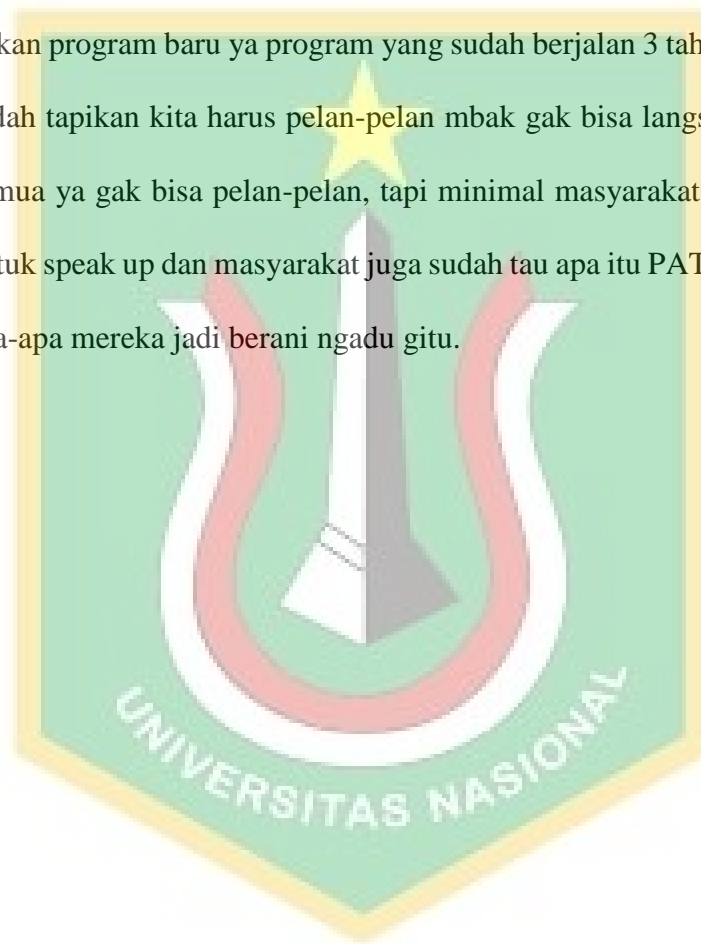 kan program baru ya program yang sudah berjalan 3 tah
dah tapikan kita harus pelan-pelan mbak gak bisa langs
mua ya gak bisa pelan-pelan, tapi minimal masyarakat
tuk speak up dan masyarakat juga sudah tau apa itu PAT
a-apa mereka jadi berani ngadu gitu.
UNIVERSITAS NASIONAL